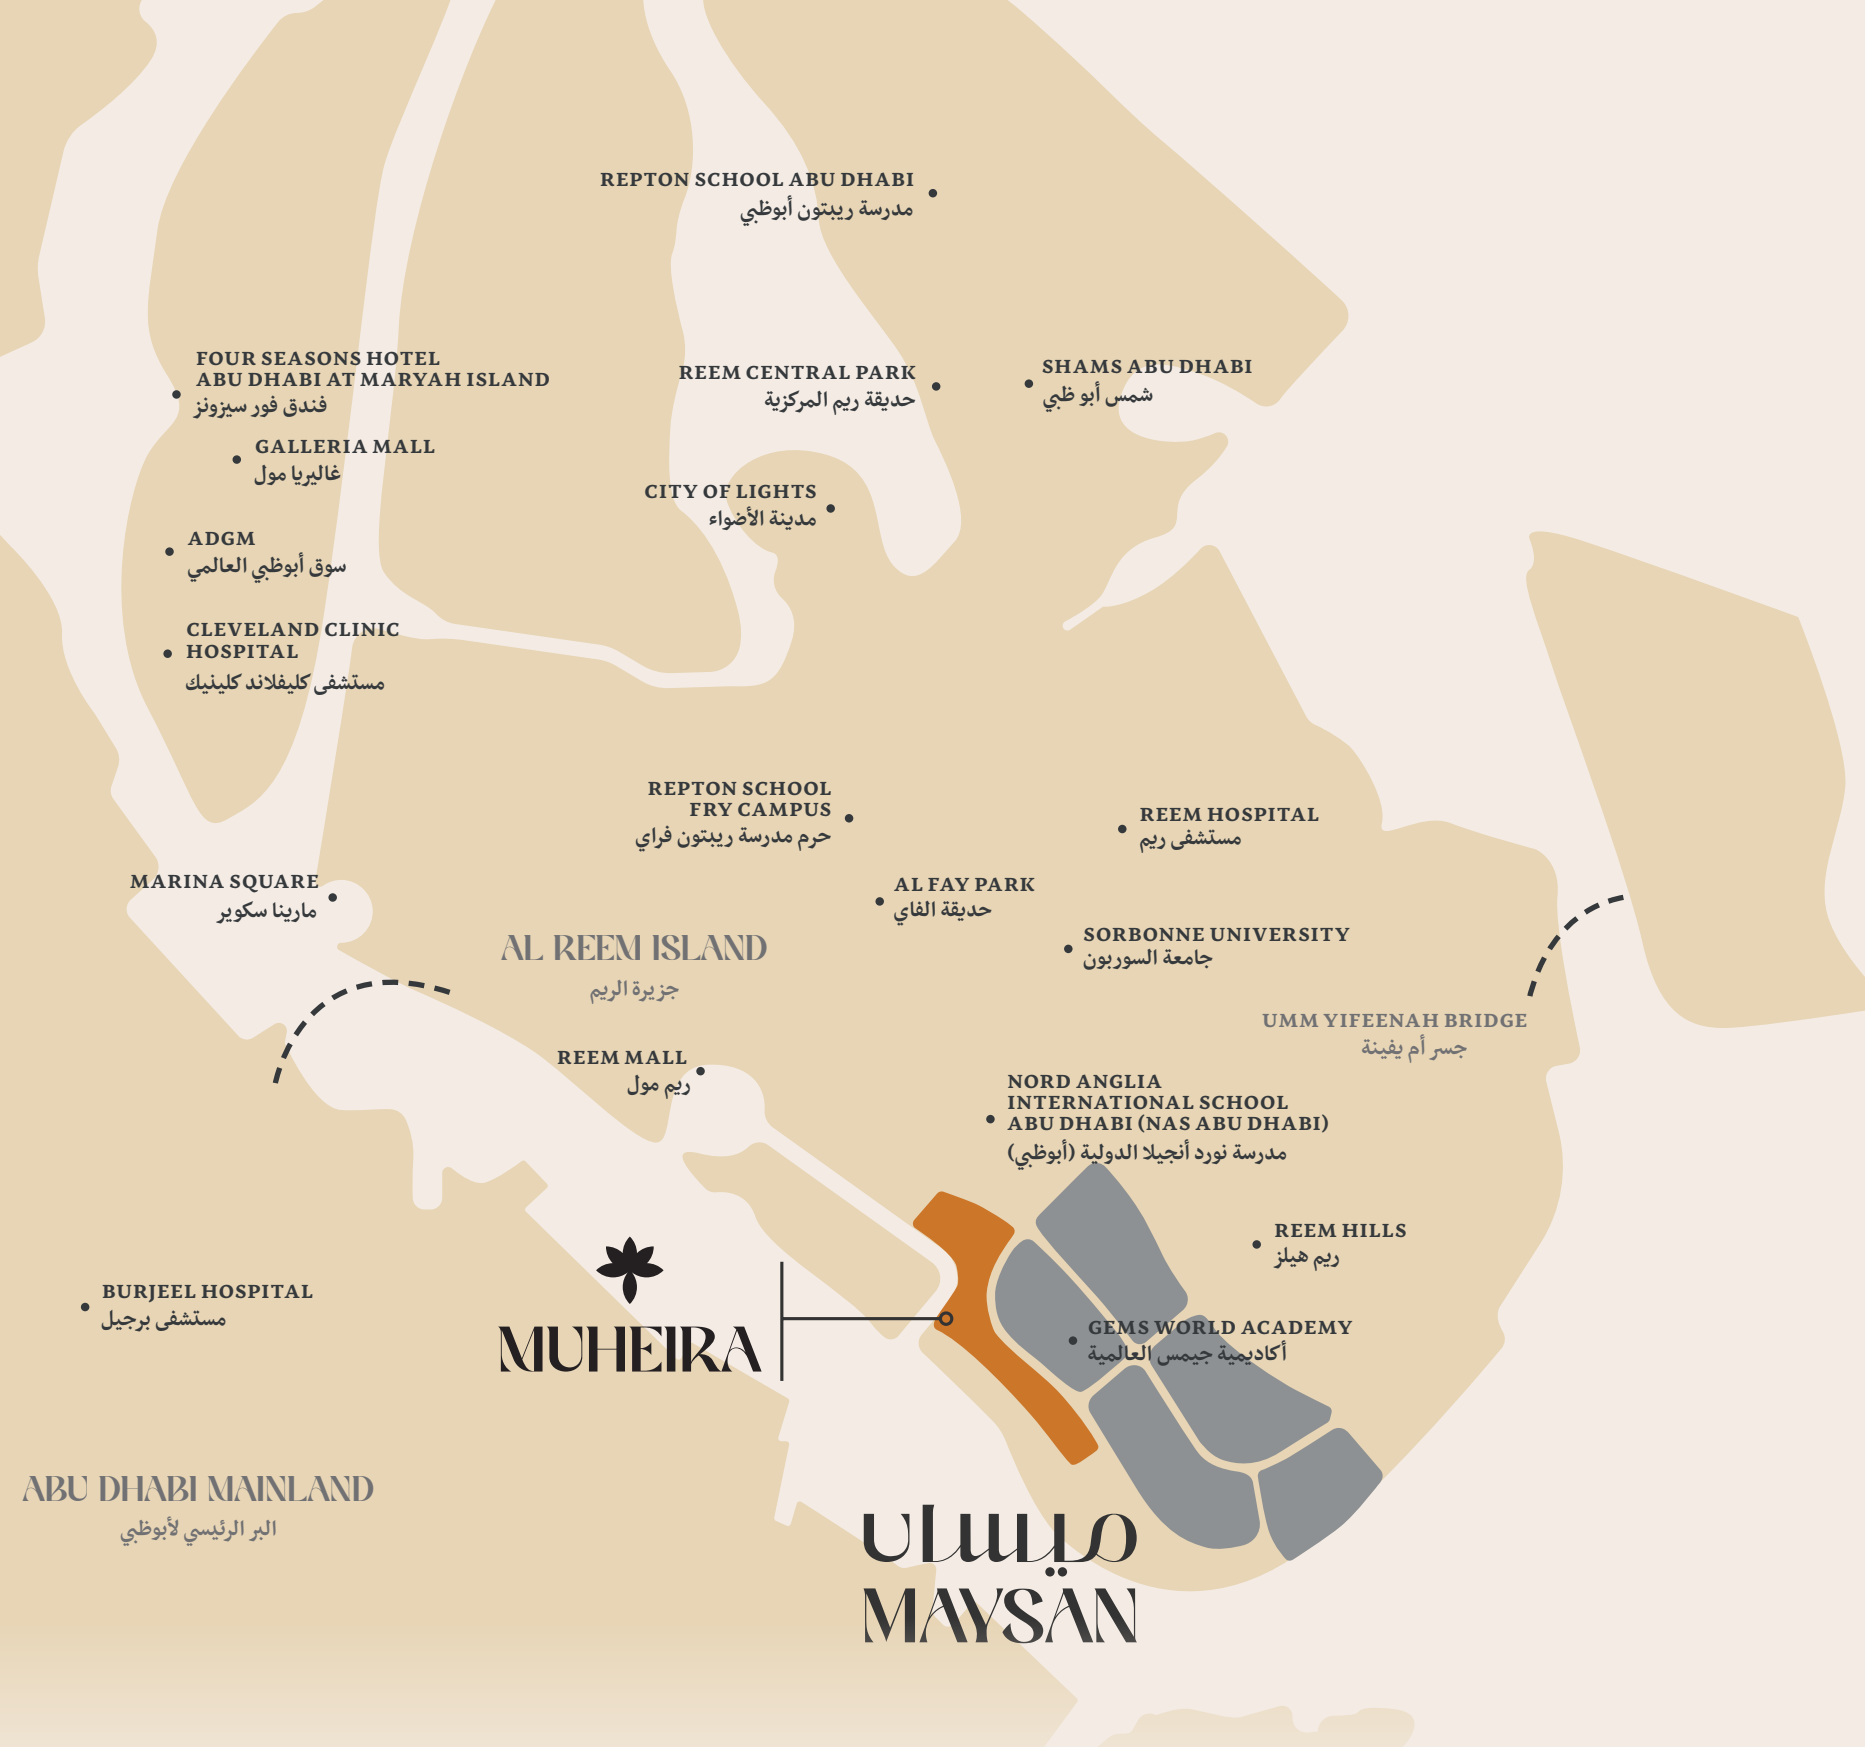 REPTON SCHOOL ABU DHABI
مدرسة ريبتون أبوظبي
FOUR SEASONS HOTEL
ABU DHABI AT MARYAH ISLAND
فندق فور سيزونز
REEM CENTRAL PARK
حديقة ريم المركزية
SHAMS ABU DHABI
شمس أبو ظبي
GALLERIA MALL
غاليريا مول
CITY OF LIGHTS
مدينة الأضواء
ADGM
سوق أبوظبي العالمي
CLEVELAND CLINIC
HOSPITAL
مستشفى كليفلاند كلينيك
REPTON SCHOOL
FRY CAMPUS
حرم مدرسة ريبتون فراي
REEM HOSPITAL
مستشفى ريم
MARINA SQUARE
مارينا سكوير
AL FAY PARK
حديقة الفاي
AL REEM ISLAND
جزيرة الريم
SORBONNE UNIVERSITY
جامعة السوربون
UMM YIFEENAH BRIDGE
جسر أم يفينة
REEM MALL
ريم مول
NORD ANGLIA
INTERNATIONAL SCHOOL
ABU DHABI (NAS ABU DHABI)
مدرسة نورد أنجيلا الدولية (أبوظبي)
REEM HILLS
ريم هيلز
BURJEEL HOSPITAL
مستشفى برجيل
MUHEIRA
GEMS WORLD ACADEMY
أكاديمية جيمس العالمية
ABU DHABI MAINLAND
البر الرئيسي لأبوظبي
ميسان
MAYSAN